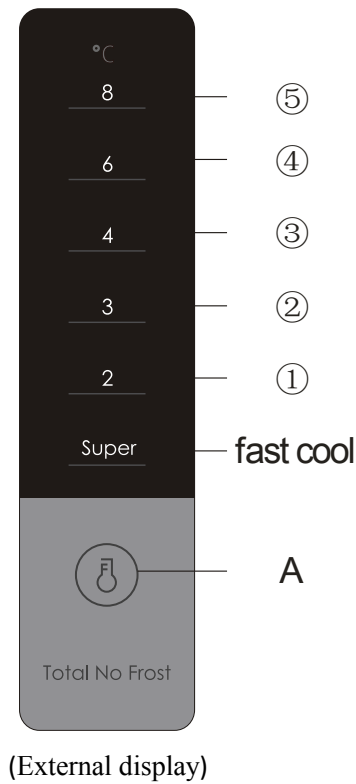 °C
8 ⑤
6 ④
4 ③
3 ②
2 ①
Super fast cool
A
Total No Frost
(External display)